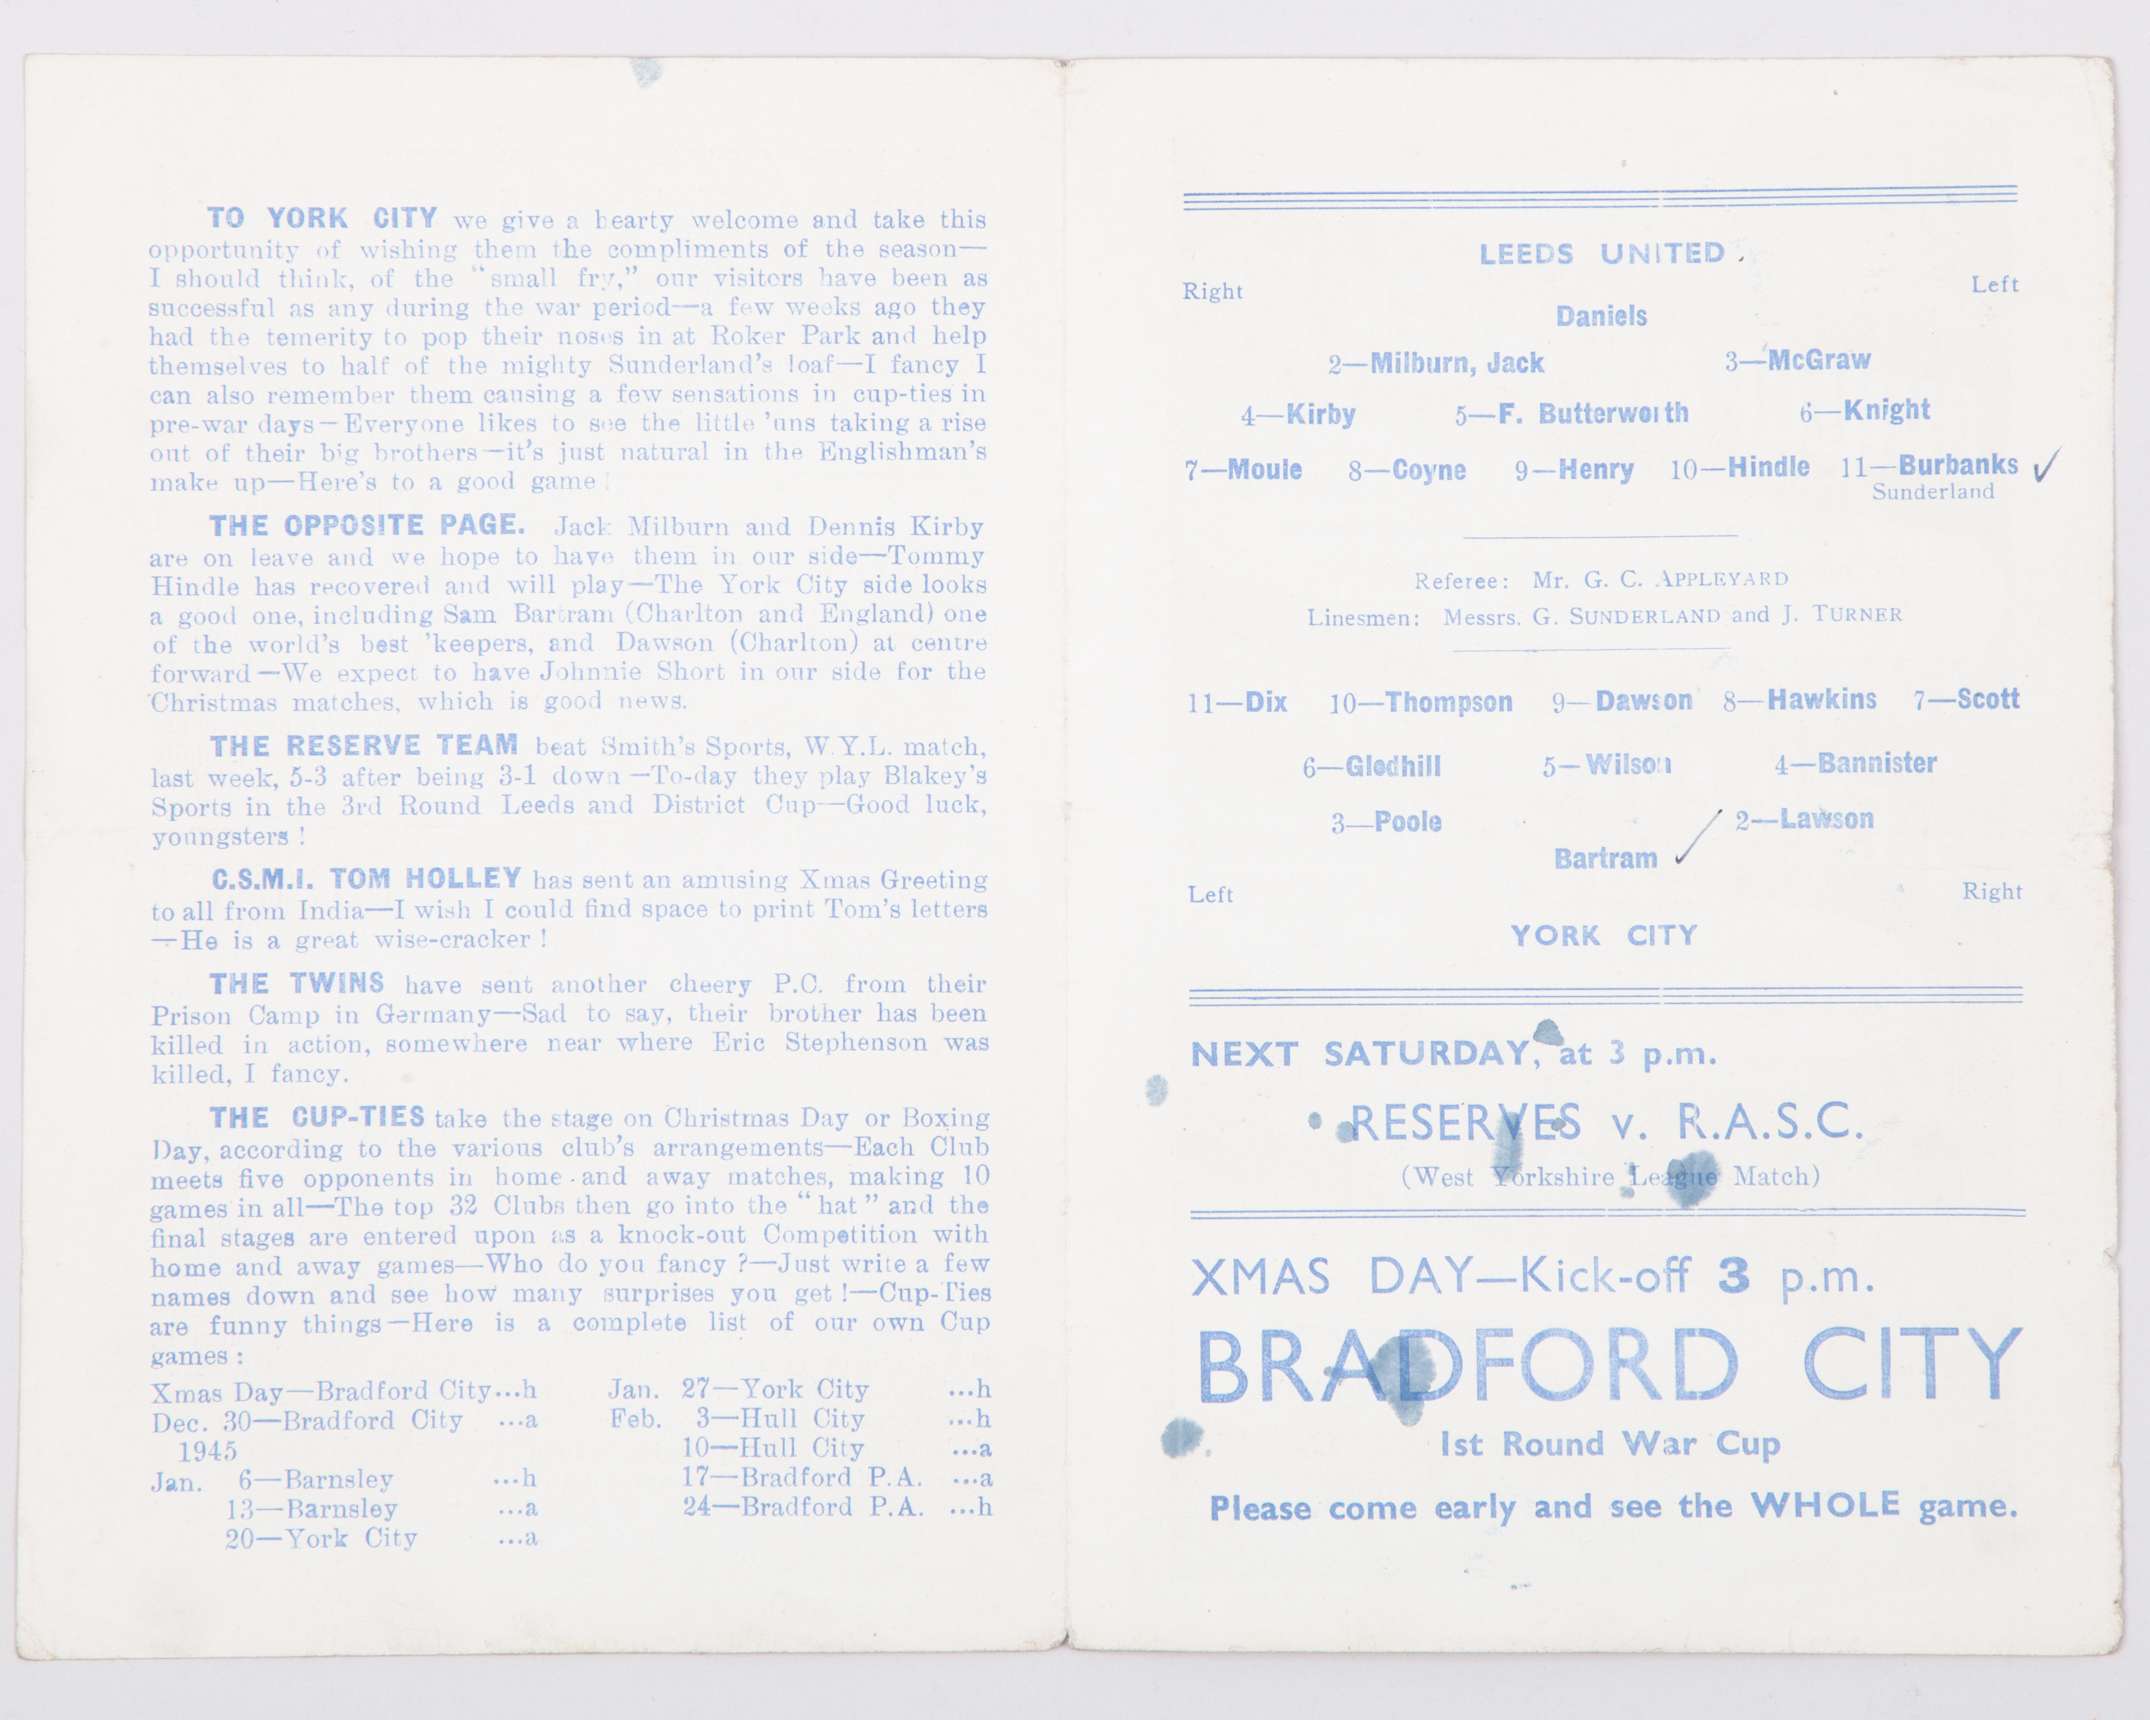 TO YORK CITY we give a hearty welcome and take this
opportunity of wishing them the compliments of the season—
I should think, of the "small fry," our visitors have been as
successful as any during the war period—a few weeks ago they
had the temerity to pop their noses in at Roker Park and help
themselves to half of the mighty Sunderland's loaf—I fancy I
can also remember them causing a few sensations in cup-ties in
pre-war days—Everyone likes to see the little 'uns taking a rise
out of their big brothers—it's just natural in the Englishman's
make up—Here's to a good game!
THE OPPOSITE PAGE. Jack Milburn and Dennis Kirby
are on leave and we hope to have them in our side—Tommy
Hindle has recovered and will play—The York City side looks
a good one, including Sam Bartram (Charlton and England) one
of the world's best 'keepers, and Dawson (Charlton) at centre
forward—We expect to have Johnnie Short in our side for the
Christmas matches, which is good news.
THE RESERVE TEAM beat Smith's Sports, W.Y.L. match,
last week, 5-3 after being 3-1 down—To-day they play Blakey's
Sports in the 3rd Round Leeds and District Cup—Good luck,
youngsters !
C.S.M.I. TOM HOLLEY has sent an amusing Xmas Greeting
to all from India—I wish I could find space to print Tom's letters
—He is a great wise-cracker !
THE TWINS have sent another cheery P.C. from their
Prison Camp in Germany—Sad to say, their brother has been
killed in action, somewhere near where Eric Stephenson was
killed, I fancy.
THE CUP-TIES take the stage on Christmas Day or Boxing
Day, according to the various club's arrangements—Each Club
meets five opponents in home and away matches, making 10
games in all—The top 32 Clubs then go into the "hat" and the
final stages are entered upon as a knock-out Competition with
home and away games—Who do you fancy ?—Just write a few
names down and see how many surprises you get !—Cup-Ties
are funny things—Here is a complete list of our own Cup
games :
Xmas Day—Bradford City...h
Dec. 30—Bradford City ...a
1945
Jan. 6—Barnsley ...h
13—Barnsley ...a
20—York City ...a
Jan. 27—York City ...h
Feb. 3—Hull City ...h
10—Hull City ...a
17—Bradford P.A. ...a
24—Bradford P.A. ...h
LEEDS UNITED
Right Left
Daniels
2—Milburn, Jack 3—McGraw
4—Kirby 5—F. Butterworth 6—Knight
7—Moule 8—Coyne 9—Henry 10—Hindle 11—Burbanks ✓
Sunderland
Referee: Mr. G. C. APPLEYARD
Linesmen: Messrs. G. SUNDERLAND and J. TURNER
11—Dix 10—Thompson 9—Dawson 8—Hawkins 7—Scott
6—Gledhill 5—Wilson 4—Bannister
3—Poole 2—Lawson
Bartram ✓
Left Right
YORK CITY
NEXT SATURDAY, at 3 p.m.
RESERVES v. R.A.S.C.
(West Yorkshire League Match)
XMAS DAY—Kick-off 3 p.m.
BRADFORD CITY
1st Round War Cup
Please come early and see the WHOLE game.